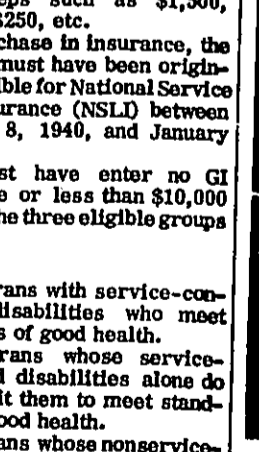 such as $1,500,
$250, etc.
chase in insurance, the
must have been origin-
ible for National Service
urance (NSLI) between
8, 1940, and January
st have enter no GI
e or less than $10,000
he three eligible groups
rans with service-con-
disabilities who meet
s of good health.
rans whose service-
d disabilities alone do
it them to meet stand-
ood health.
ans whose nonservice-